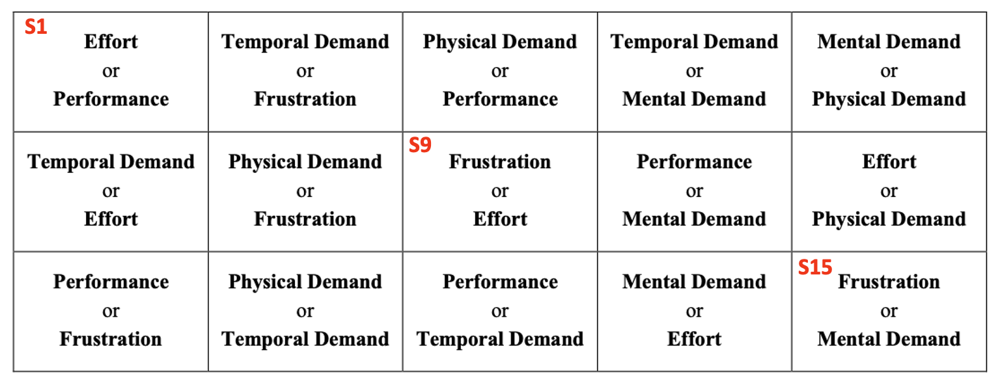 S1
Effort
or
Performance
Temporal Demand
or
Frustration
Physical Demand
or
Performance
Temporal Demand
or
Mental Demand
Mental Demand
or
Physical Demand
Temporal Demand
or
Effort
Physical Demand
or
Frustration
S9
Frustration
or
Effort
Performance
or
Mental Demand
Effort
or
Physical Demand
Performance
or
Frustration
Physical Demand
or
Temporal Demand
Performance
or
Temporal Demand
Mental Demand
or
Effort
S15
Frustration
or
Mental Demand